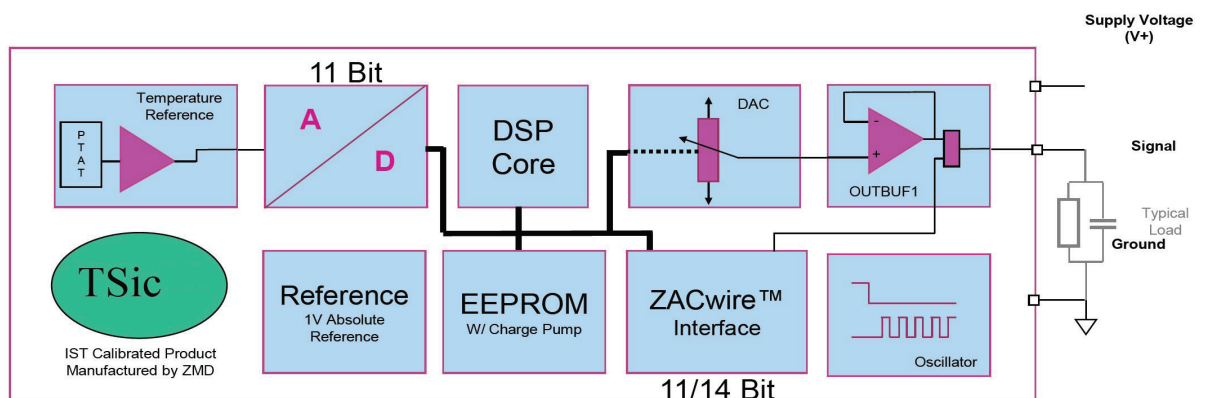 Supply Voltage
(V+)
11 Bit
Temperature
Reference
P
T
A
T
A
D
DSP
Core
DAC
-
+
OUTBUF1
Signal
Typical
Load
Ground
TSic
IST Calibrated Product
Manufactured by ZMD
Reference
1V Absolute
Reference
EEPROM
W/ Charge Pump
ZACwire™
Interface
Oscillator
11/14 Bit